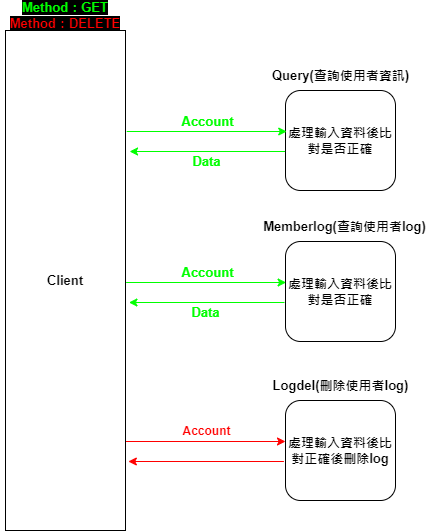 Method：GET
Method：DELETE
Query(查詢使用者資訊)
Account
處理輸入資料後比
對是否正確
Data
Memberlog(查詢使用者log)
Client
Account
處理輸入資料後比
對是否正確
Data
Logdel(刪除使用者log)
Account
處理輸入資料後比
對正確後刪除log